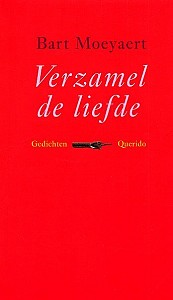 Bart Moeyaert
Verzamel
de liefde
Gedichten Querido